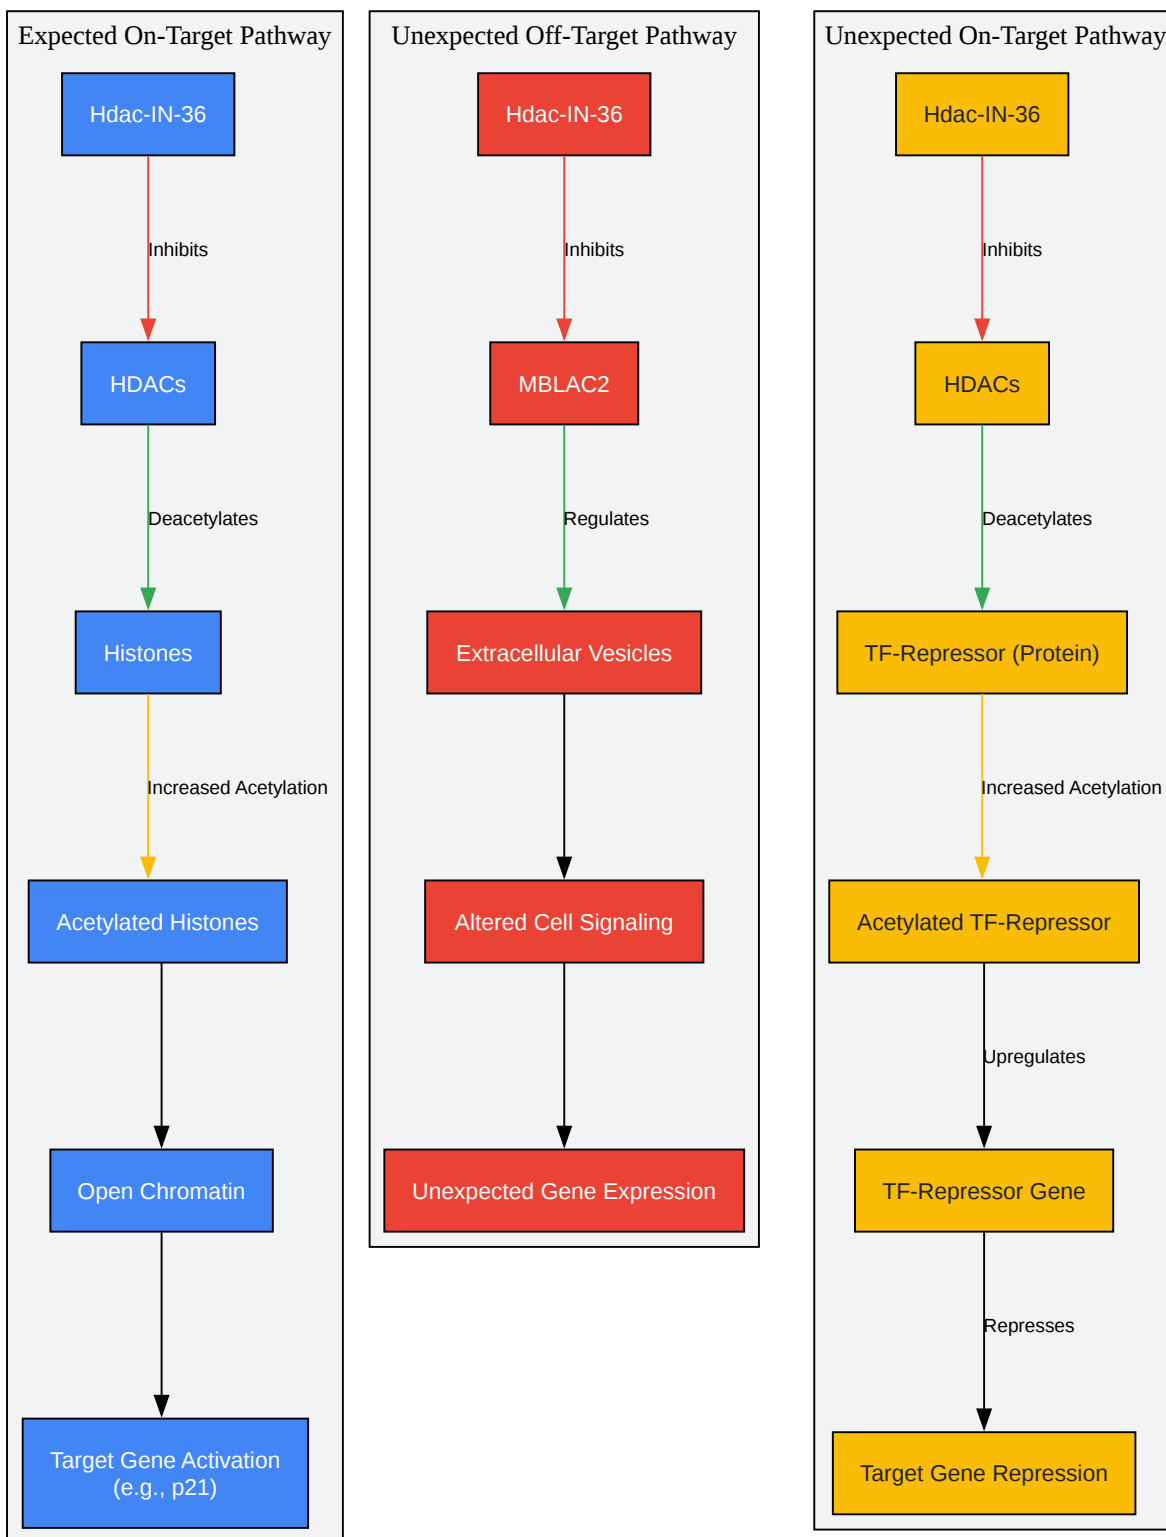 Expected On-Target Pathway
Hdac-IN-36
Inhibits
HDACs
Deacetylates
Histones
Increased Acetylation
Acetylated Histones
Open Chromatin
Target Gene Activation
(e.g., p21)
Unexpected Off-Target Pathway
Hdac-IN-36
Inhibits
MBLAC2
Regulates
Extracellular Vesicles
Altered Cell Signaling
Unexpected Gene Expression
Unexpected On-Target Pathway
Hdac-IN-36
Inhibits
HDACs
Deacetylates
TF-Repressor (Protein)
Increased Acetylation
Acetylated TF-Repressor
Upregulates
TF-Repressor Gene
Represses
Target Gene Repression